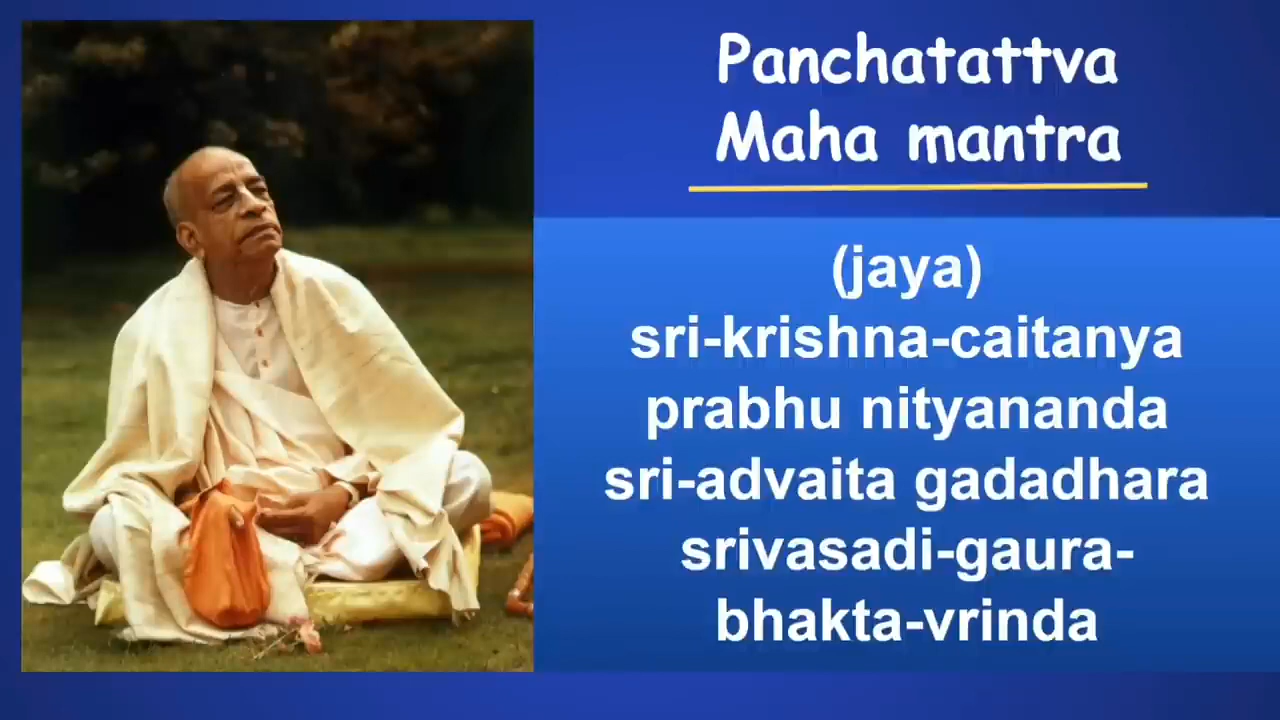 Panchatattva
Maha mantra
(jaya)
sri-krishna-caitanya
prabhu nityananda
sri-advaita gadadhara
srivasadi-gaura-
bhakta-vrinda